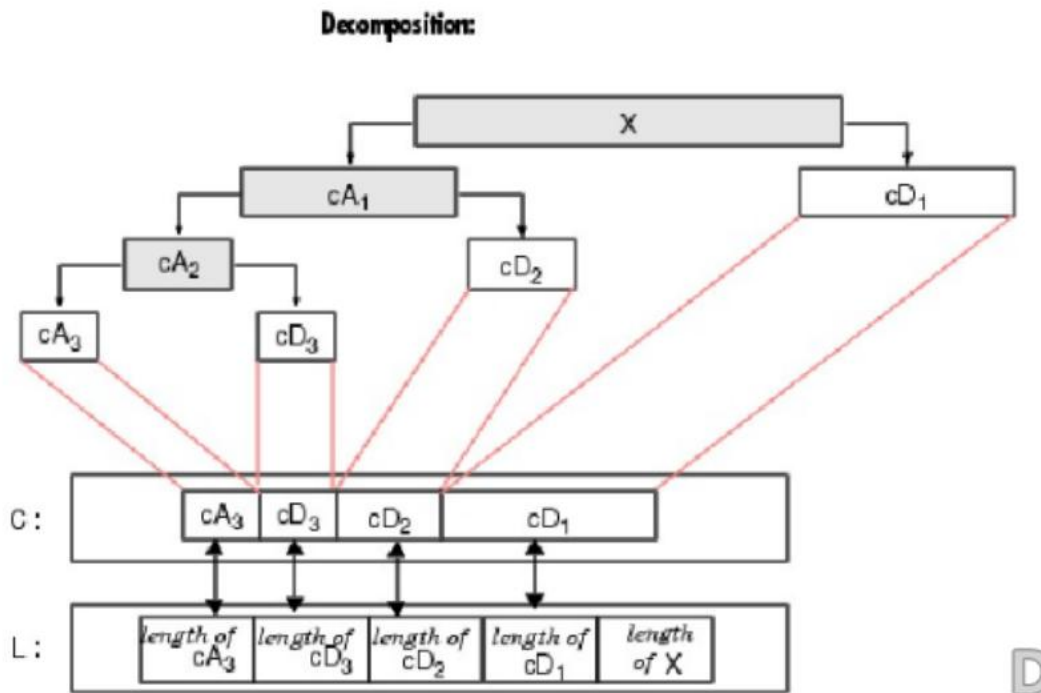 Decomposition:
X
cA₁
cD₁
cA₂
cD₂
cA₃
cD₃
C:
cA₃
cD₃
cD₂
cD₁
L:
length of
cA₃
length of
cD₃
length of
cD₂
length of
cD₁
length
of X
D